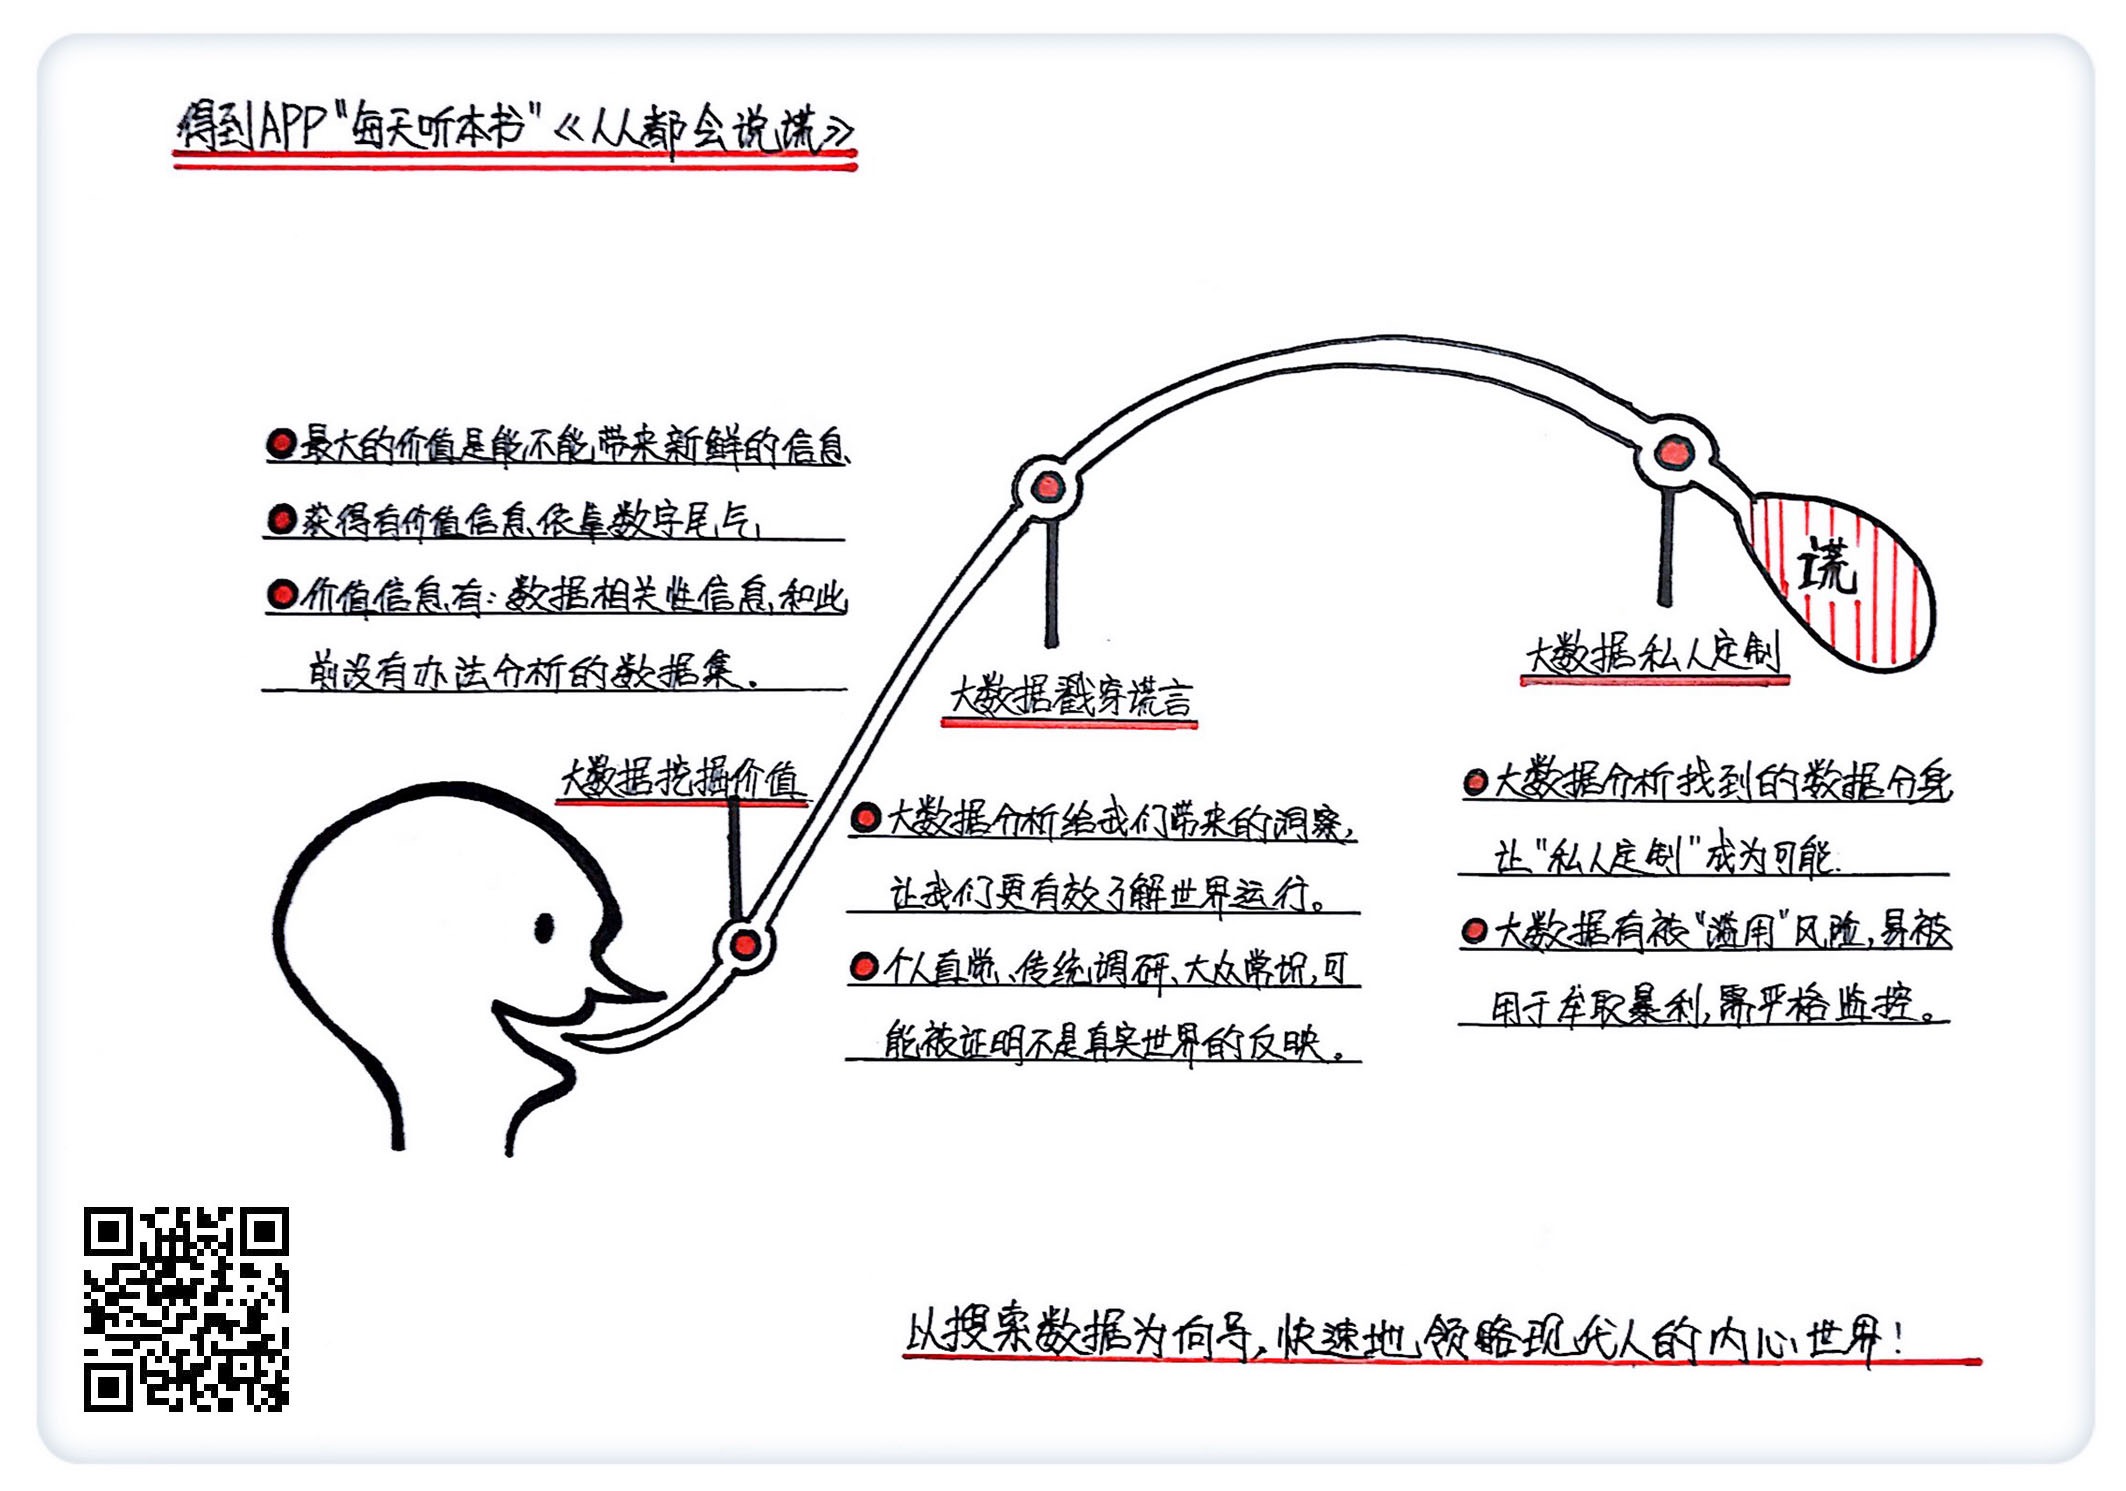 得到APP"每天听本书"《人人都会说谎》
最大的价值是能不能带来新鲜的信息
获得有价值信息依靠数字尾气
价值信息有：数据相关性信息和此
前没有办法分析的数据集.
大数据挖掘价值
大数据戳穿谎言
大数据分析给我们带来的洞察,
让我们更有效了解世界运行。
个人直觉、传统调研、大众常识,可
能被证明不是真实世界的反映。
谎
大数据私人定制
大数据分析找到的数据分身
让"私人定制"成为可能.
大数据有被"滥用"风险,易被
用于牟取暴利,需严格监控。
以搜索数据为向导,快速地领略现代人的内心世界!